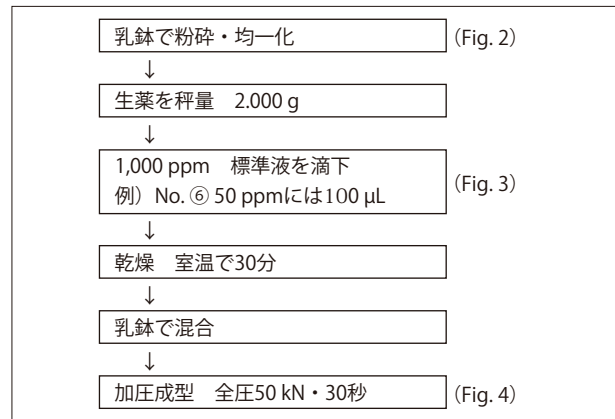 乳鉢で粉砕・均一化 (Fig. 2)
↓
生薬を秤量 2.000 g
↓
1,000 ppm 標準液を滴下
例）No. ⑥ 50 ppmには100 µL (Fig. 3)
↓
乾燥 室温で30分
↓
乳鉢で混合
↓
加圧成型 全圧50 kN・30秒 (Fig. 4)